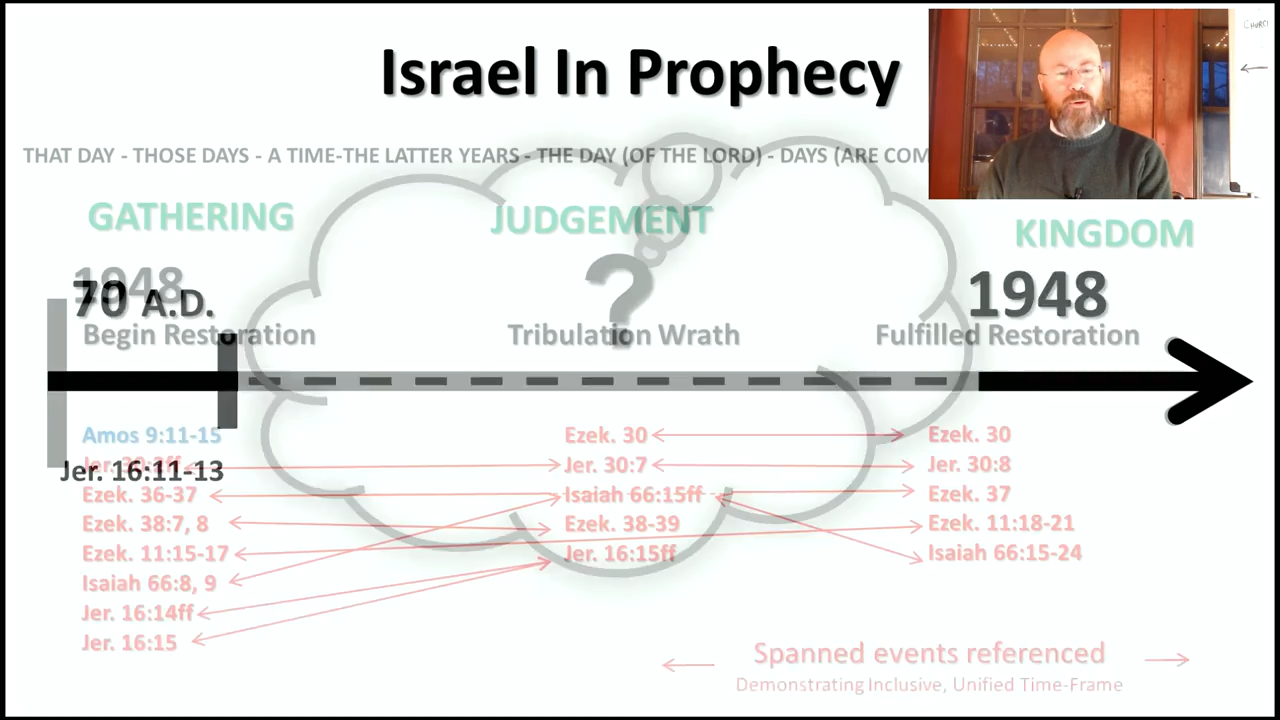 Israel In Prophecy
CHURCH
THAT DAY - THOSE DAYS - A TIME-THE LATTER YEARS - THE DAY (OF THE LORD) - DAYS (ARE COM
GATHERING
JUDGEMENT
KINGDOM
1948
70 A.D.
?
1948
Begin Restoration
Tribulation Wrath
Fulfilled Restoration
Amos 9:11-15
Ezek. 30
Ezek. 30
Jer. 16:11-13
Jer. 30:7
Jer. 30:8
Ezek. 36-37
Isaiah 66:15ff
Ezek. 37
Ezek. 38:7, 8
Ezek. 38-39
Ezek. 11:18-21
Ezek. 11:15-17
Jer. 16:15ff
Isaiah 66:15-24
Isaiah 66:8, 9
Jer. 16:14ff
Jer. 16:15
Spanned events referenced
Demonstrating Inclusive, Unified Time-Frame